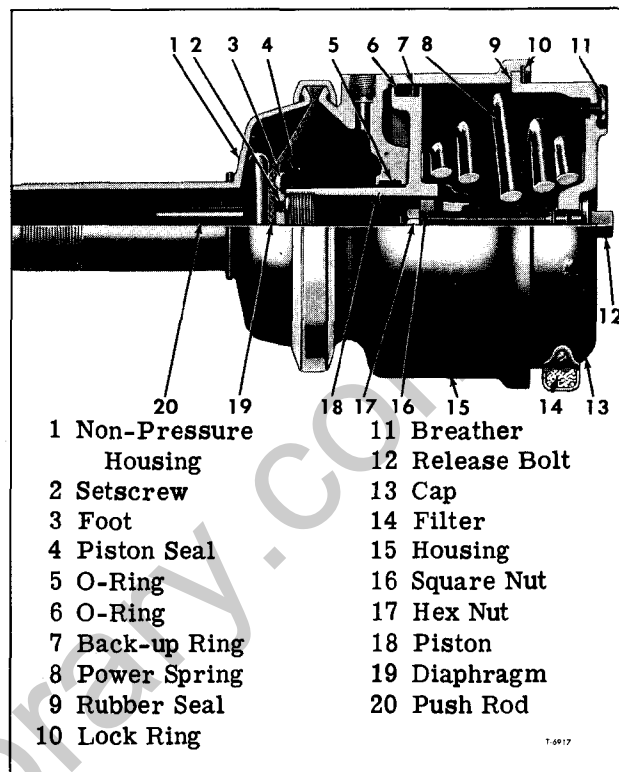 1 2 3 4 5 6 7 8 9 10 11
12
20 19 18 17 16 15 14 13
1 Non-Pressure
Housing
2 Setscrew
3 Foot
4 Piston Seal
5 O-Ring
6 O-Ring
7 Back-up Ring
8 Power Spring
9 Rubber Seal
10 Lock Ring
11 Breather
12 Release Bolt
13 Cap
14 Filter
15 Housing
16 Square Nut
17 Hex Nut
18 Piston
19 Diaphragm
20 Push Rod
T-6917
rary.co